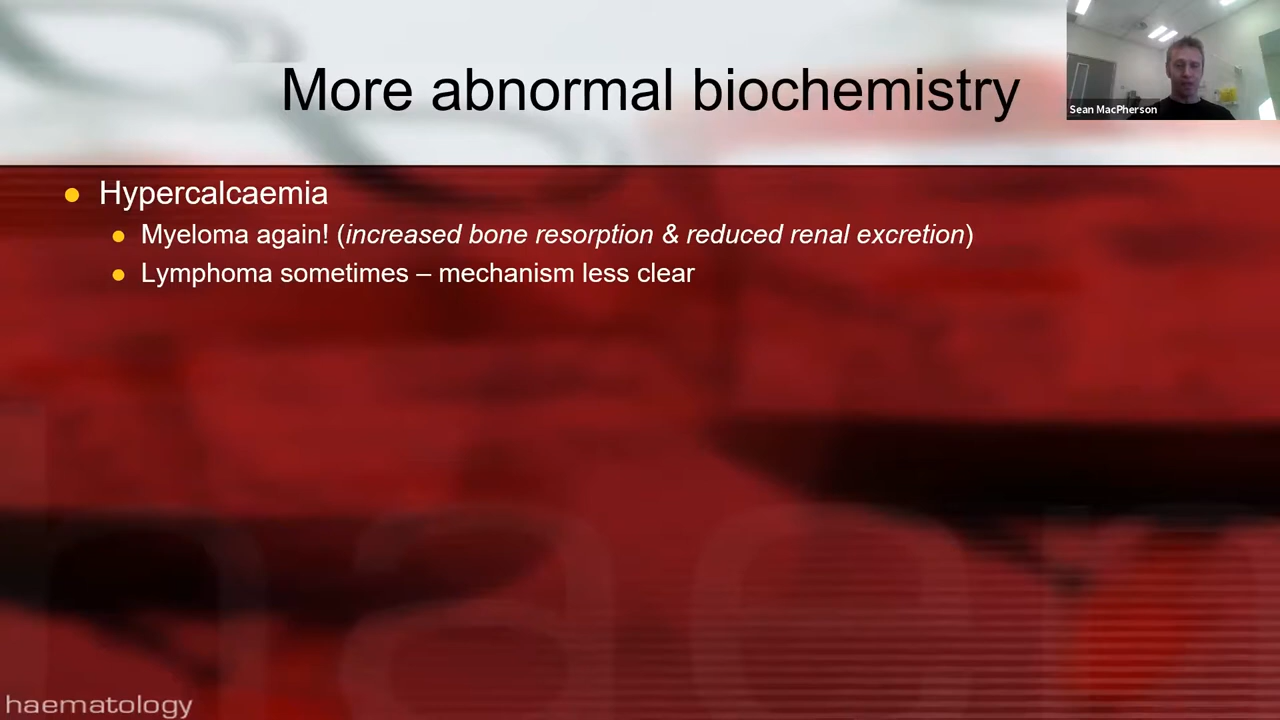 More abnormal biochemistry
Sean MacPherson
Hypercalcaemia
Myeloma again! (increased bone resorption & reduced renal excretion)
Lymphoma sometimes – mechanism less clear
haematology